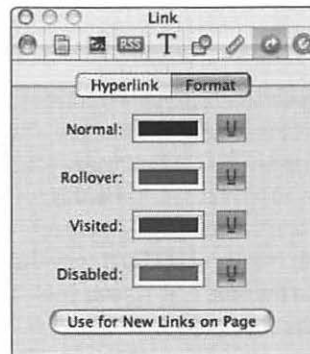 Link
RSS T
Hyperlink Format
Normal: U
Rollover: U
Visited: U
Disabled: U
Use for New Links on Page